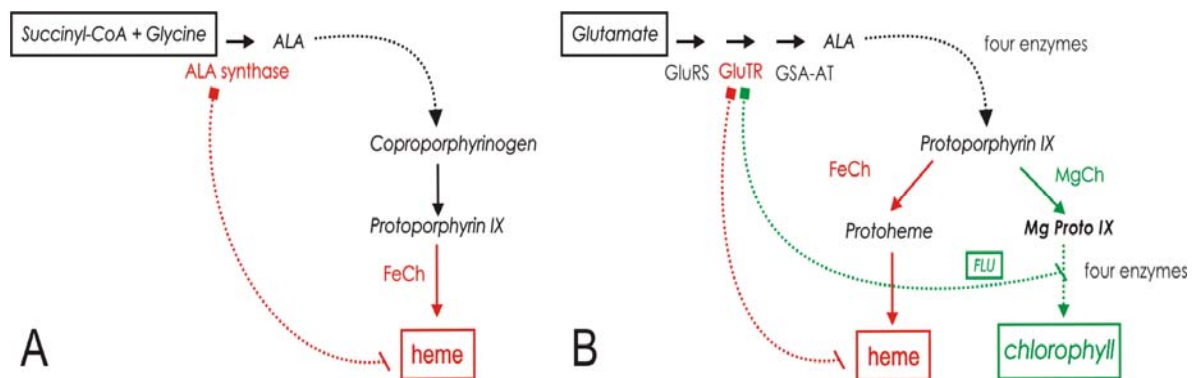 Succinyl-CoA + Glycine
ALA
ALA synthase
Coproporphyrinogen
Protoporphyrin IX
FeCh
heme
A
Glutamate
ALA
four enzymes
GluRS
GluTR
GSA-AT
Protoporphyrin IX
FeCh
MgCh
Protoheme
Mg Proto IX
FLU
four enzymes
heme
chlorophyll
B